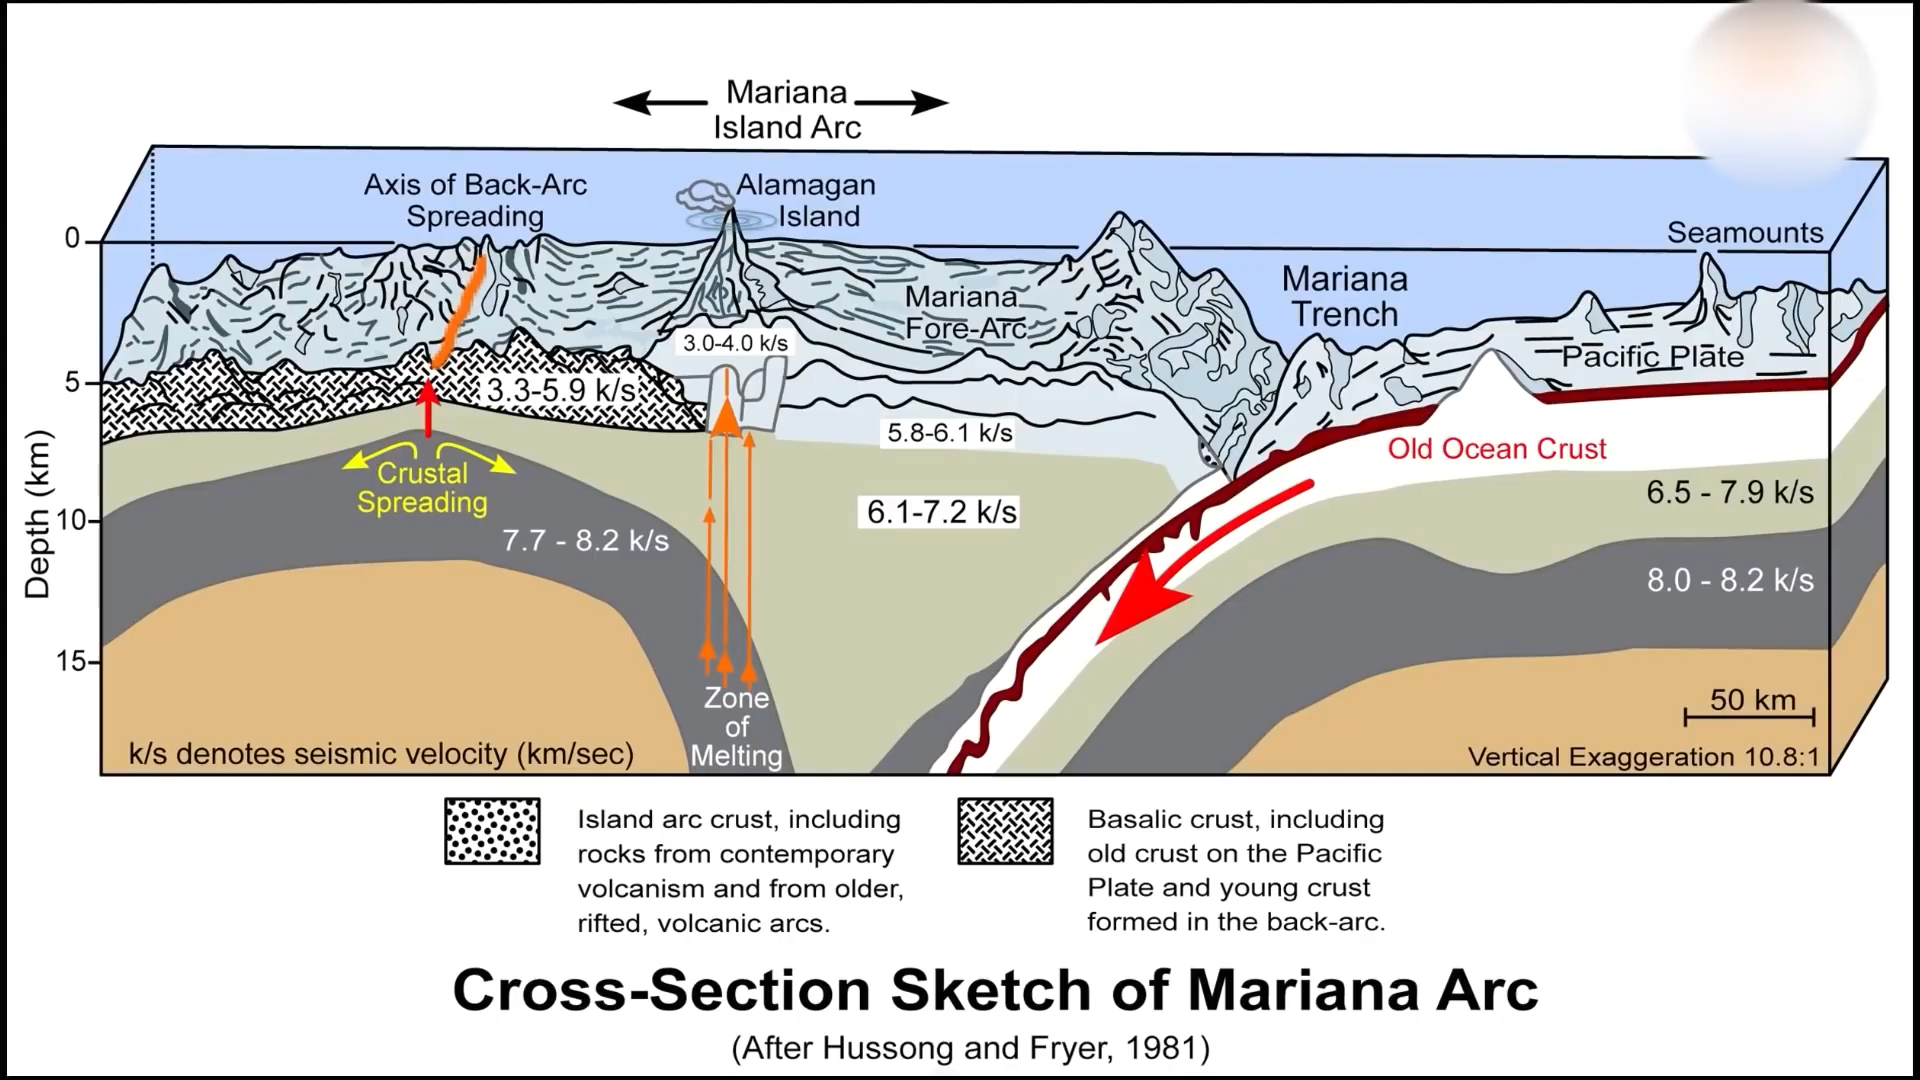 Mariana
Island Arc
Axis of Back-Arc
Spreading
Alamagan
Island
Seamounts
Mariana
Trench
Mariana
Fore-Arc
Pacific Plate
0
5
10
15
Depth (km)
3.0-4.0 k/s
3.3-5.9 k/s
5.8-6.1 k/s
Old Ocean Crust
Crustal
Spreading
6.5 - 7.9 k/s
6.1-7.2 k/s
7.7 - 8.2 k/s
8.0 - 8.2 k/s
Zone
of
Melting
50 km
k/s denotes seismic velocity (km/sec)
Vertical Exaggeration 10.8:1
Island arc crust, including
rocks from contemporary
volcanism and from older,
rifted, volcanic arcs.
Basalic crust, including
old crust on the Pacific
Plate and young crust
formed in the back-arc.
Cross-Section Sketch of Mariana Arc
(After Hussong and Fryer, 1981)